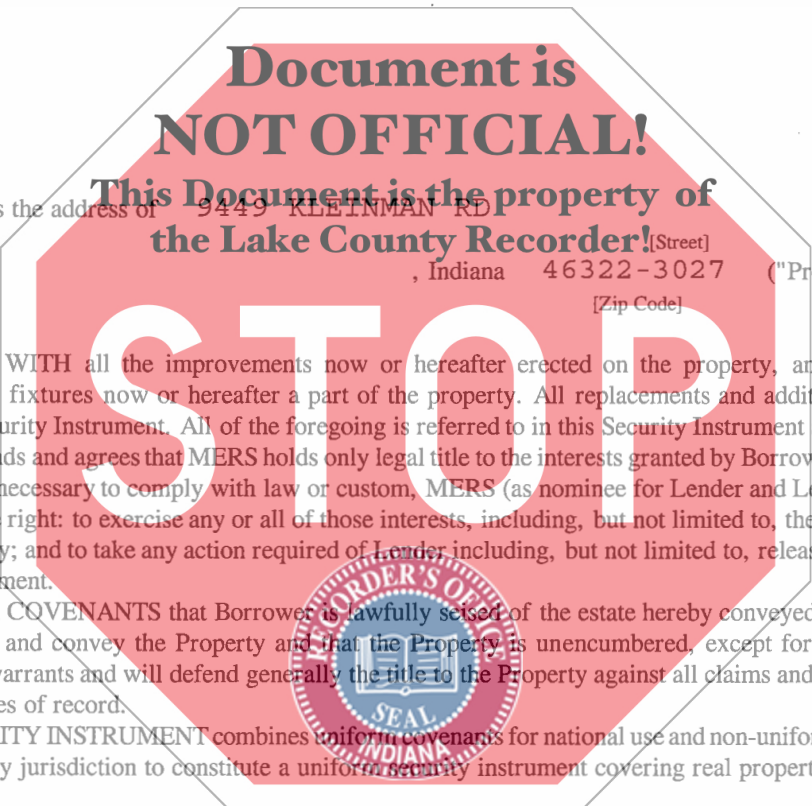 Document is
NOT OFFICIAL!
This Document is the property of
s the address of 9449 KLEINMAN RD
the Lake County Recorder!
[Street]
, Indiana 46322-3027 ("Pr
[Zip Code]
STOP
WITH all the improvements now or hereafter erected on the property, an
fixtures now or hereafter a part of the property. All replacements and addit
urity Instrument. All of the foregoing is referred to in this Security Instrument
nds and agrees that MERS holds only legal title to the interests granted by Borrow
necessary to comply with law or custom, MERS (as nominee for Lender and Le
right: to exercise any or all of those interests, including, but not limited to, the
y; and to take any action required of Lender including, but not limited to, releas
ment.
COVENANTS that Borrower is lawfully seised of the estate hereby conveyed
and convey the Property and that the Property is unencumbered, except for
varrants and will defend generally the title to the Property against all claims and
es of record.
ITY INSTRUMENT combines uniform covenants for national use and non-unifo
y jurisdiction to constitute a uniform security instrument covering real propert
RECORDER'S OFFICE
SEAL
INDIANA